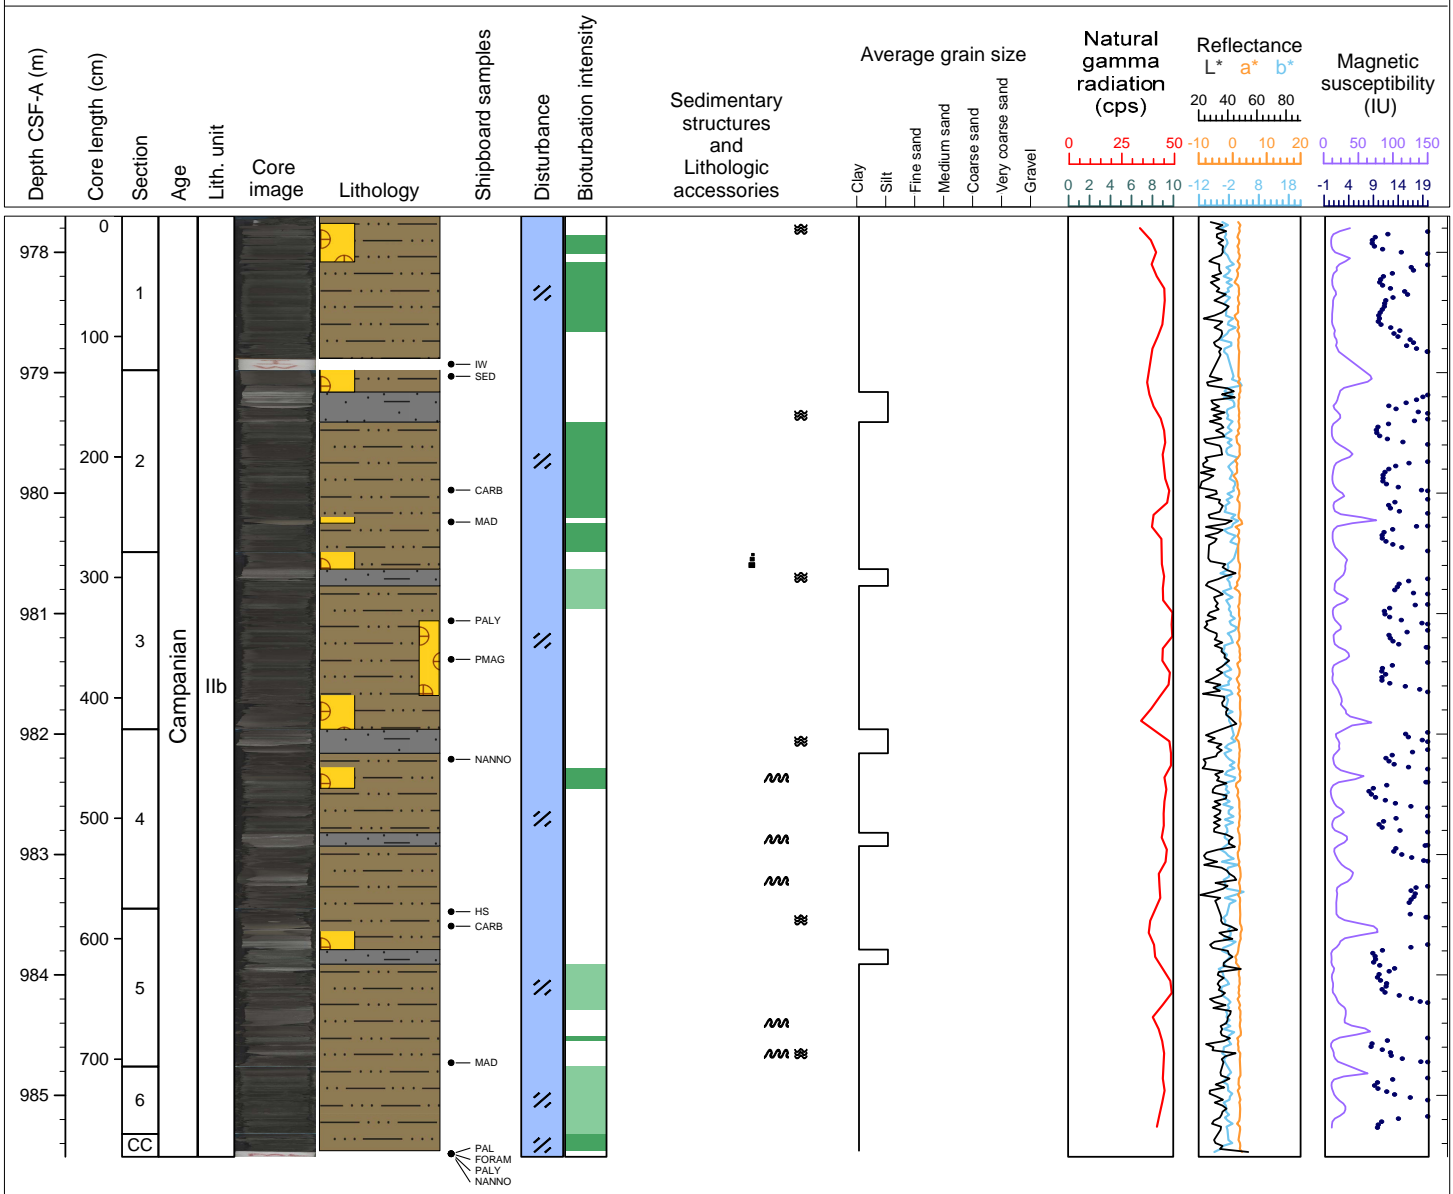 Depth CSF-A (m)
Core length (cm)
Section
Age
Lith. unit
Core
image
Lithology
Shipboard samples
Disturbance
Bioturbation intensity
Sedimentary
structures
and
Lithologic
accessories
Average grain size
Clay
Silt
Fine sand
Medium sand
Coarse sand
Very coarse sand
Gravel
Natural
gamma
radiation
(cps)
0 25 50
0 2 4 6 8 10
Reflectance
L* a* b*
20 40 60 80
-10 0 10 20
-12 -2 8 18
Magnetic
susceptibility
(IU)
0 50 100 150
-1 4 9 14 19
978
979
980
981
982
983
984
985
0
100
200
300
400
500
600
700
1
2
3
4
5
6
CC
Campanian
IIb
IW
SED
CARB
MAD
PALY
PMAG
NANNO
HS
CARB
MAD
PAL
FORAM
PALY
NANNO